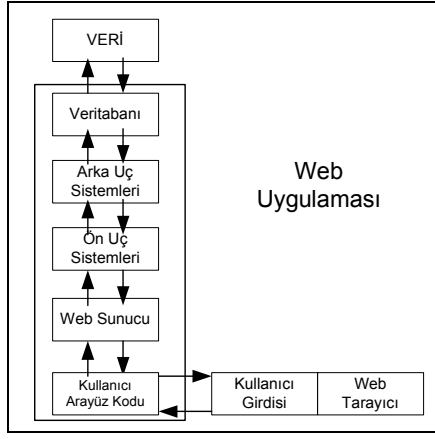 VERİ
Veritabanı
Arka Uç
Sistemleri
Web
Uygulaması
Ön Uç
Sistemleri
Web Sunucu
Kullanıcı
Arayüz Kodu
Kullanıcı
Girdisi
Web
Tarayıcı